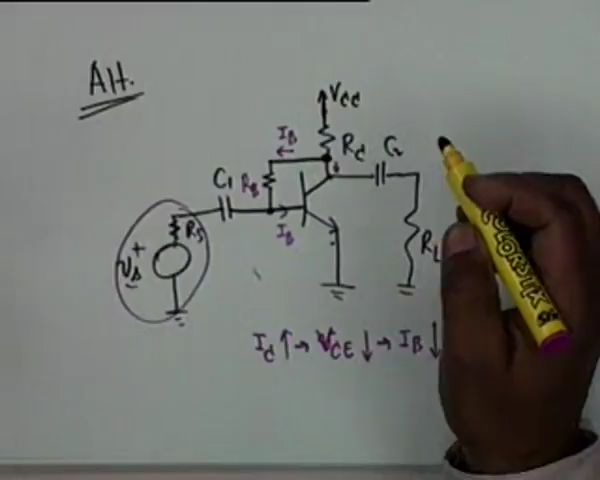 Alt.
VCC
IB
RC
C2
C1
RB
IB
RS
+
vs
-
RL
IC ↑ → VCE ↓ → IB ↓